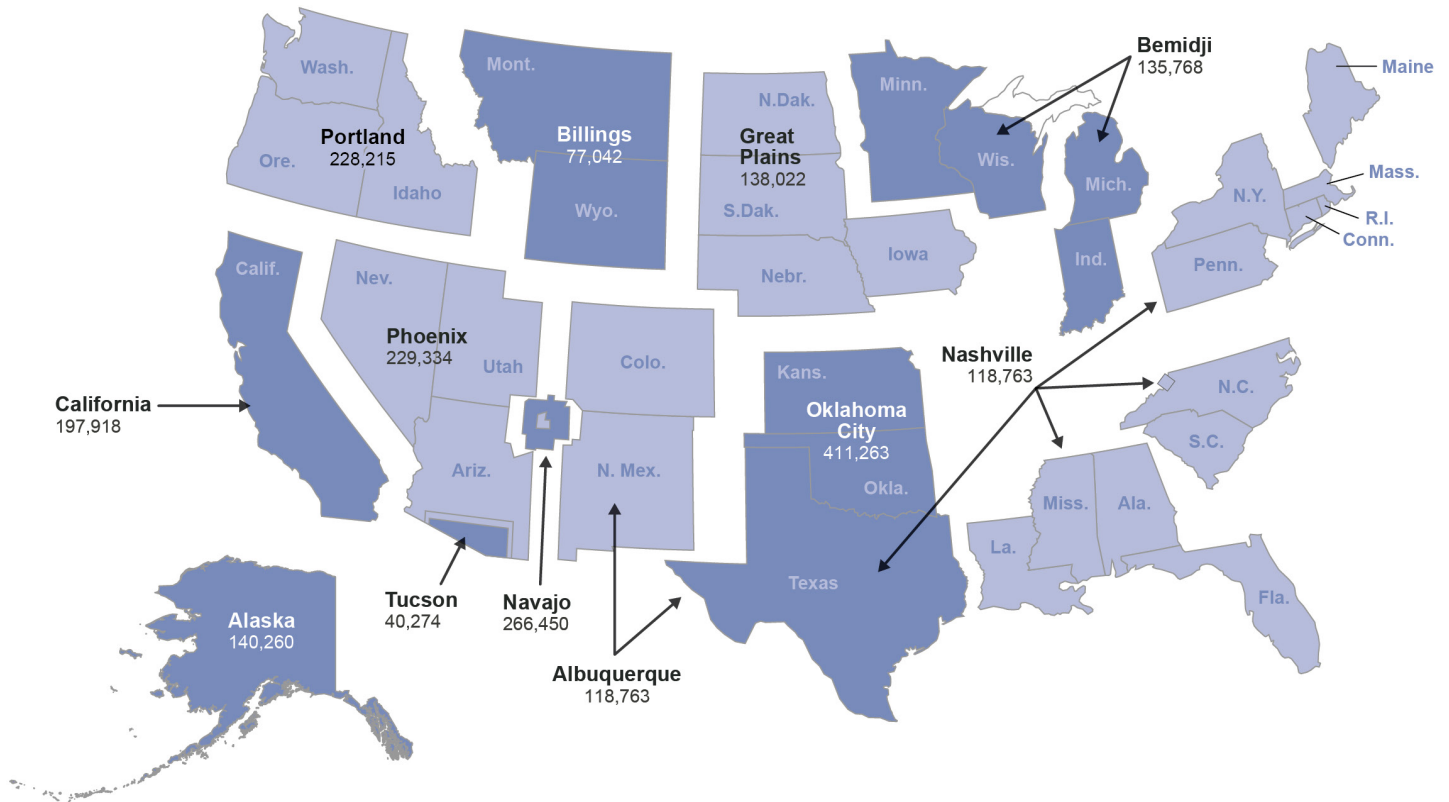 Wash.
Ore.
Idaho
Portland
228,215
Mont.
Billings
77,042
Wyo.
N.Dak.
Great
Plains
138,022
S.Dak.
Nebr.
Iowa
Minn.
Wis.
Mich.
Ind.
Bemidji
135,768
Maine
Mass.
R.I.
Conn.
N.Y.
Penn.
Calif.
California
197,918
Nev.
Phoenix
229,334
Utah
Ariz.
Colo.
N. Mex.
Kans.
Oklahoma
City
411,263
Okla.
Texas
Nashville
118,763
N.C.
S.C.
Miss.
Ala.
La.
Fla.
Alaska
140,260
Tucson
40,274
Navajo
266,450
Albuquerque
118,763